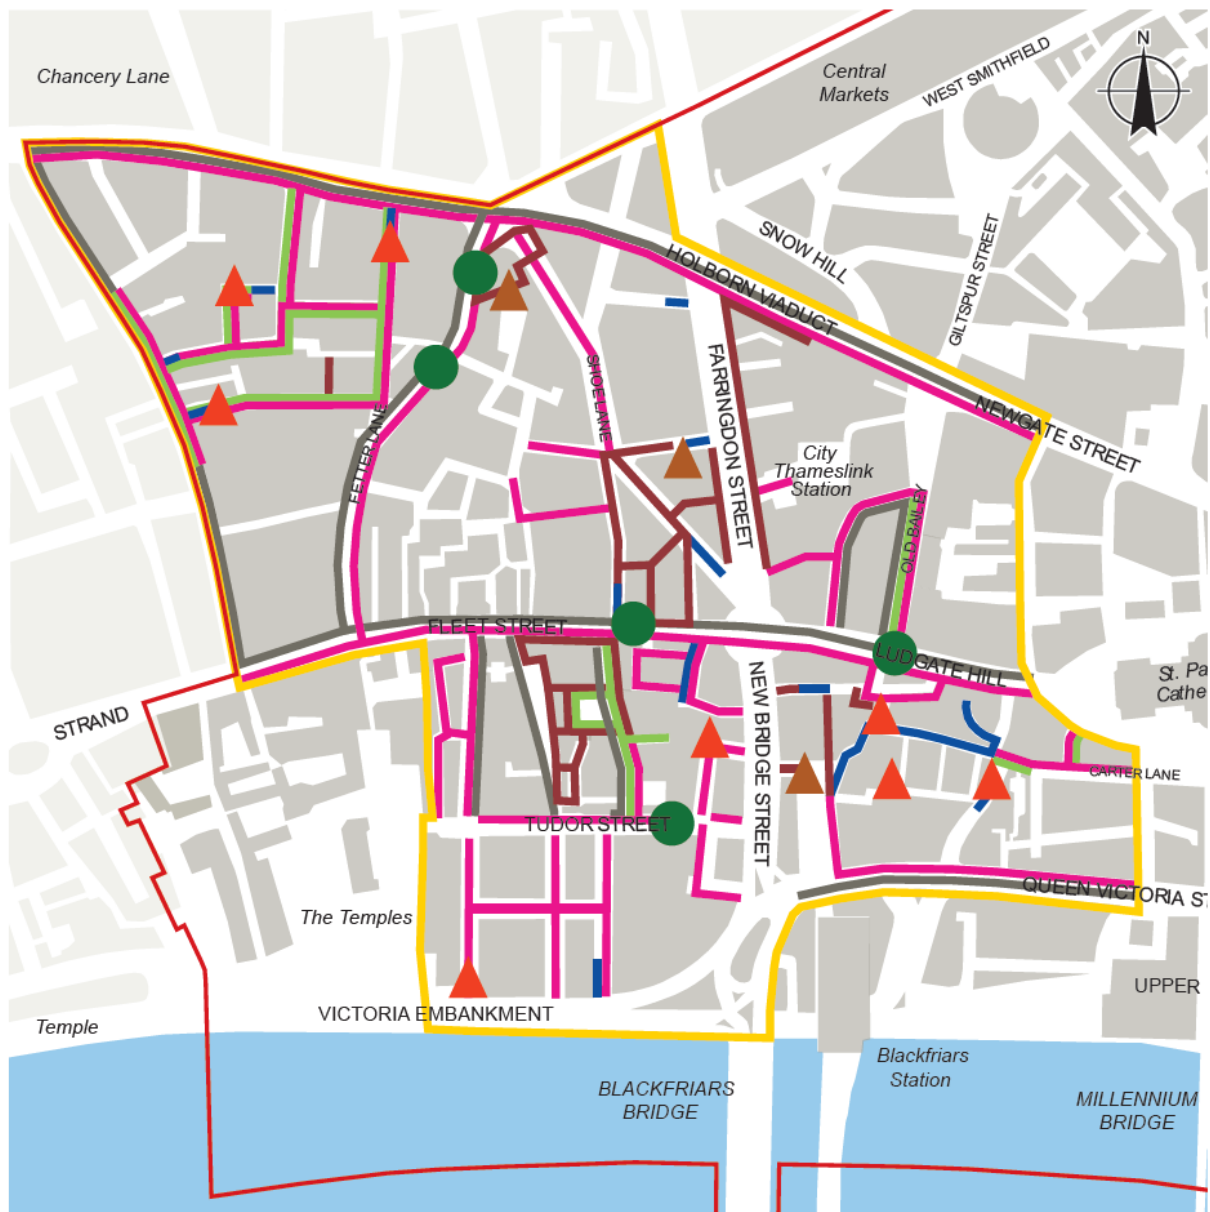 N
Chancery Lane
Central
Markets
WEST SMITHFIELD
SNOW HILL
GILTSPUR STREET
HOLBORN VIADUCT
SHOE LANE
FARRINGDON STREET
NEWGATE STREET
FETTER LANE
City
Thameslink
Station
OLD BAILEY
FLEET STREET
LUDGATE HILL
St. Pa
Cathe
STRAND
NEW BRIDGE STREET
CARTER LANE
TUDOR STREET
QUEEN VICTORIA ST
The Temples
UPPER
VICTORIA EMBANKMENT
Temple
Blackfriars
Station
BLACKFRIARS
BRIDGE
MILLENNIUM
BRIDGE